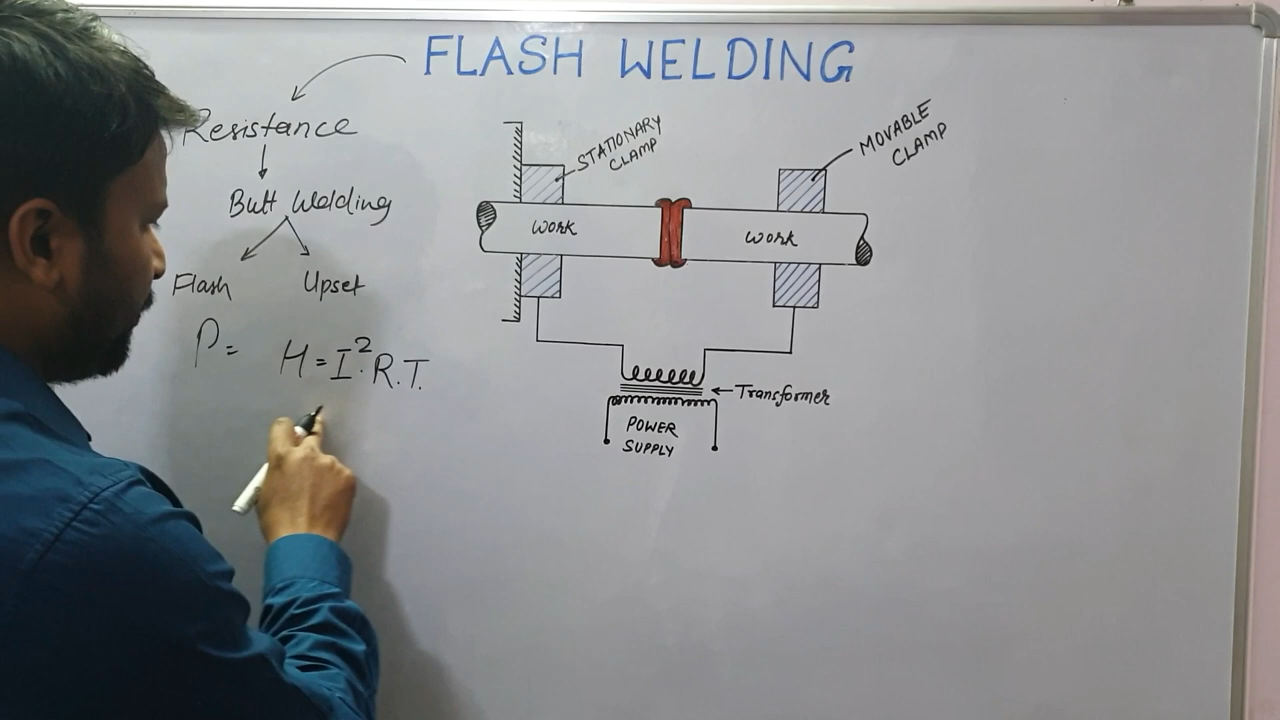 FLASH WELDING
Resistance
Butt Welding
Flash
Upset
P=
H=I².R.T.
STATIONARY
CLAMP
MOVABLE
CLAMP
WORK
WORK
Transformer
POWER
SUPPLY